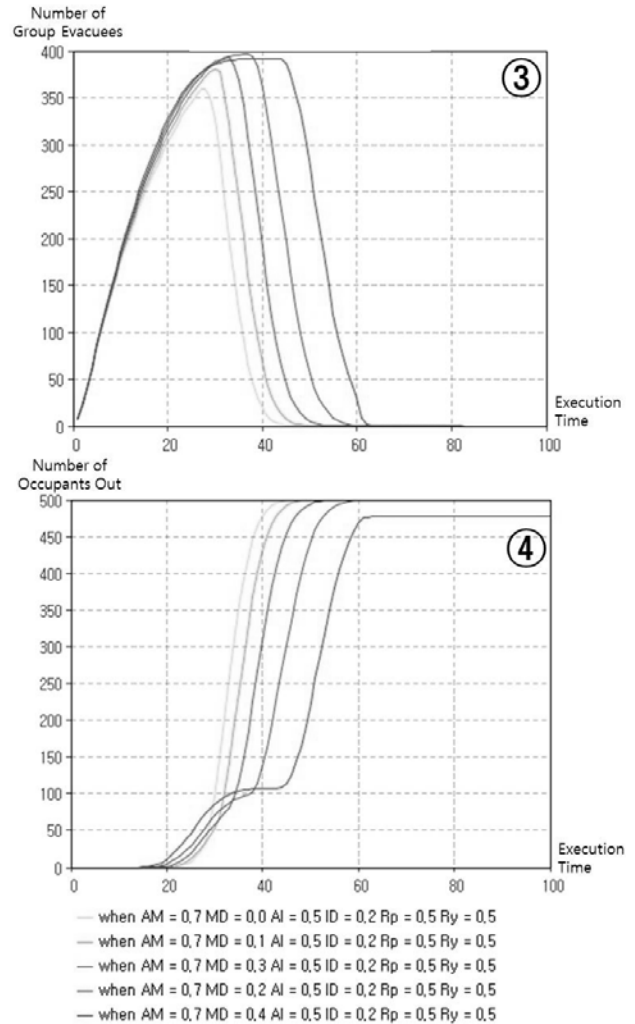 Number of
Group Evacuees
400
③
350
300
250
200
150
100
50
0
Execution
Time
0 20 40 60 80 100
Number of
Occupants Out
500
④
450
400
350
300
250
200
150
100
50
0
Execution
Time
0 20 40 60 80 100
when AM = 0,7 MD = 0,0 AI = 0,5 ID = 0,2 Rp = 0,5 Ry = 0,5
when AM = 0,7 MD = 0,1 AI = 0,5 ID = 0,2 Rp = 0,5 Ry = 0,5
when AM = 0,7 MD = 0,3 AI = 0,5 ID = 0,2 Rp = 0,5 Ry = 0,5
when AM = 0,7 MD = 0,2 AI = 0,5 ID = 0,2 Rp = 0,5 Ry = 0,5
when AM = 0,7 MD = 0,4 AI = 0,5 ID = 0,2 Rp = 0,5 Ry = 0,5